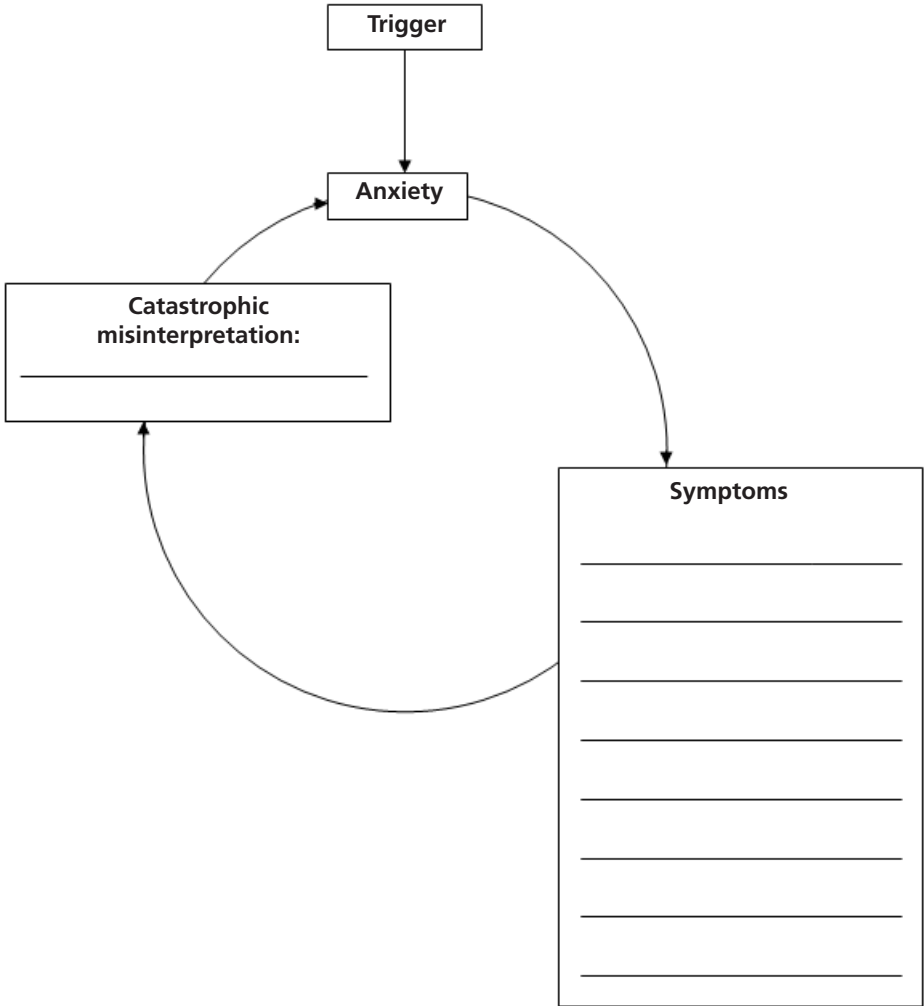 Trigger
Anxiety
Catastrophic
misinterpretation:
Symptoms